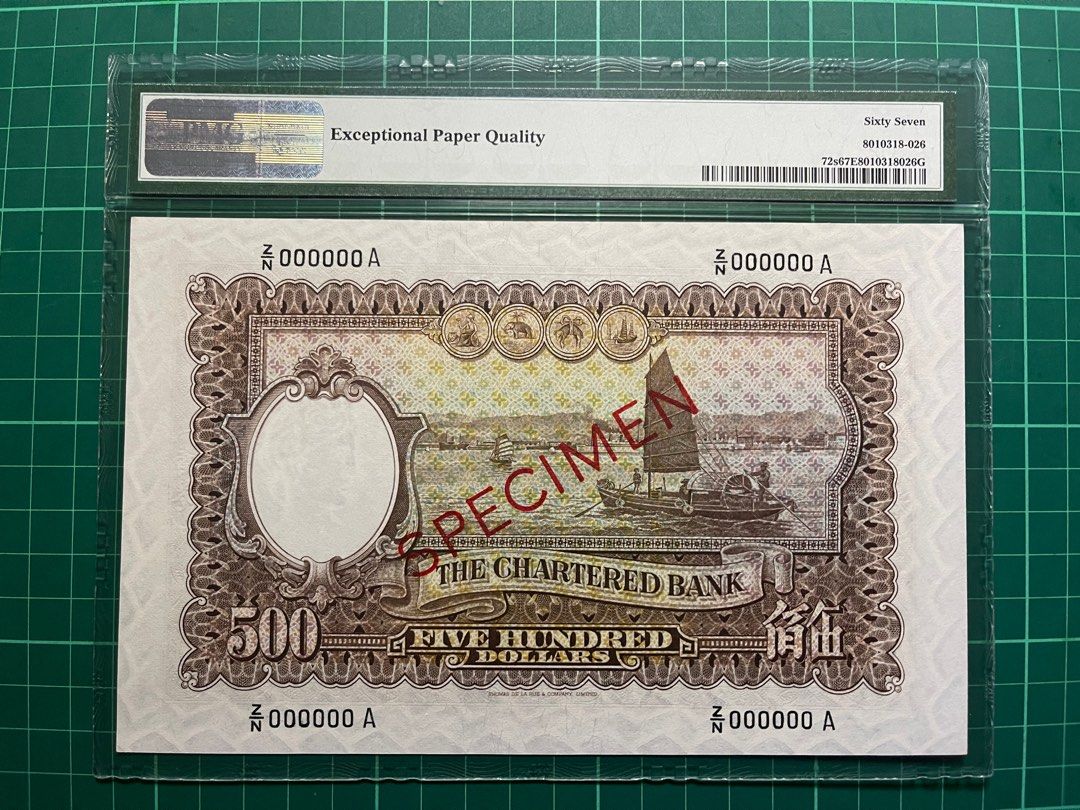 PMG
Exceptional Paper Quality
Sixty Seven
8010318-026
72s67E8010318026G
Z/N 000000 A
Z/N 000000 A
SPECIMEN
THE CHARTERED BANK
500
FIVE HUNDRED
DOLLARS
佰伍
THOMAS DE LA RUE & COMPANY, LIMITED.
Z/N 000000 A
Z/N 000000 A